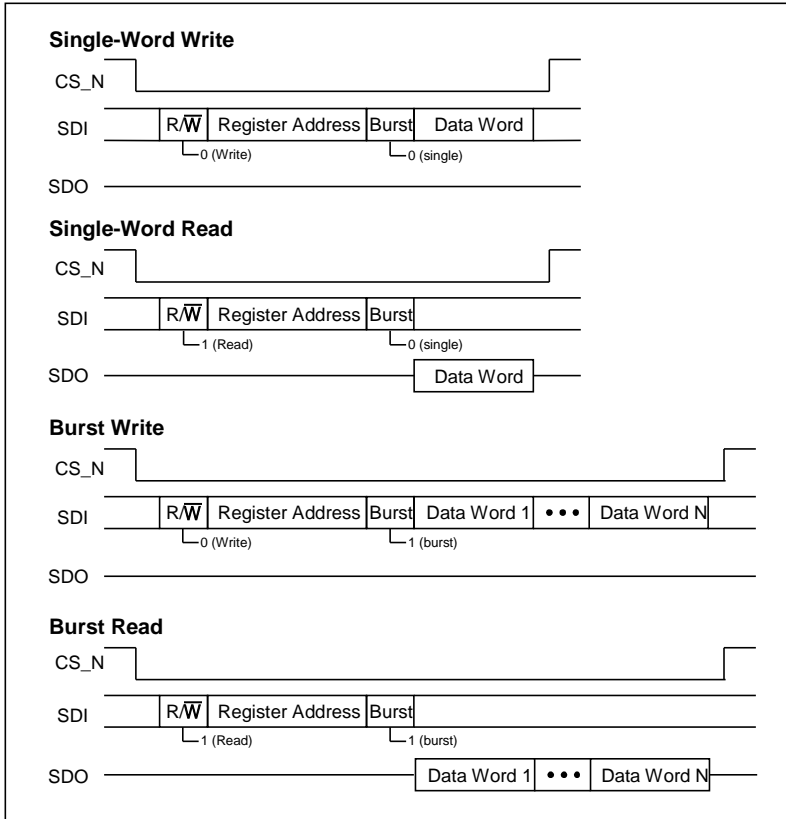 Single-Word Write
CS_N
SDI R/W̅ Register Address Burst Data Word
0 (Write) 0 (single)
SDO
Single-Word Read
CS_N
SDI R/W̅ Register Address Burst
1 (Read) 0 (single)
SDO Data Word
Burst Write
CS_N
SDI R/W̅ Register Address Burst Data Word 1 ••• Data Word N
0 (Write) 1 (burst)
SDO
Burst Read
CS_N
SDI R/W̅ Register Address Burst
1 (Read) 1 (burst)
SDO Data Word 1 ••• Data Word N